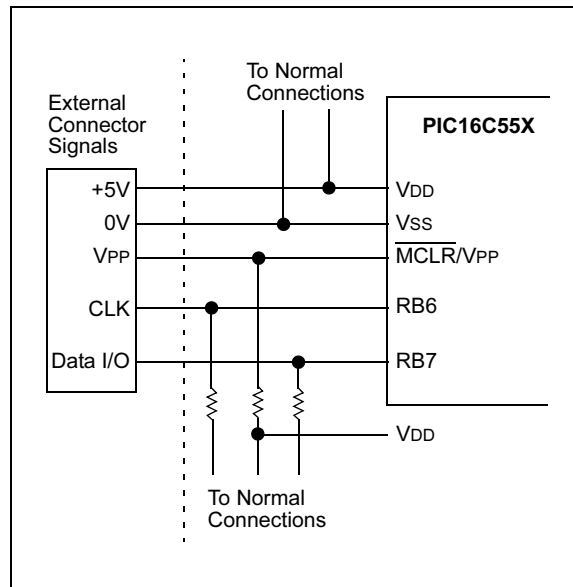 To Normal
Connections
External
Connector
Signals
PIC16C55X
+5V
VDD
0V
VSS
VPP
MCLR/VPP
CLK
RB6
Data I/O
RB7
VDD
To Normal
Connections